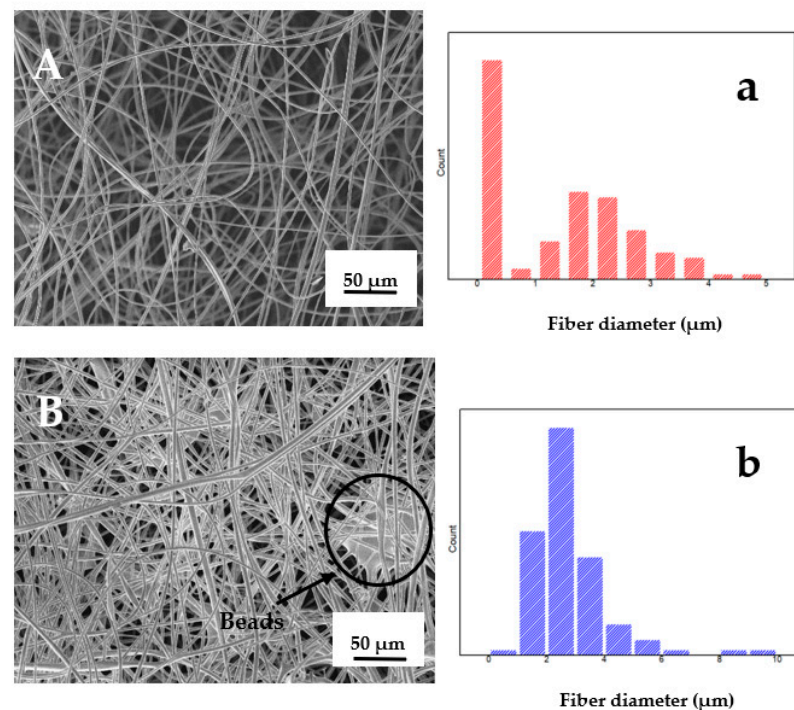 A
50 µm
a
Count
0 1 2 3 4 5
Fiber diameter (µm)
B
Beads
50 µm
b
Count
0 2 4 6 8 10
Fiber diameter (µm)